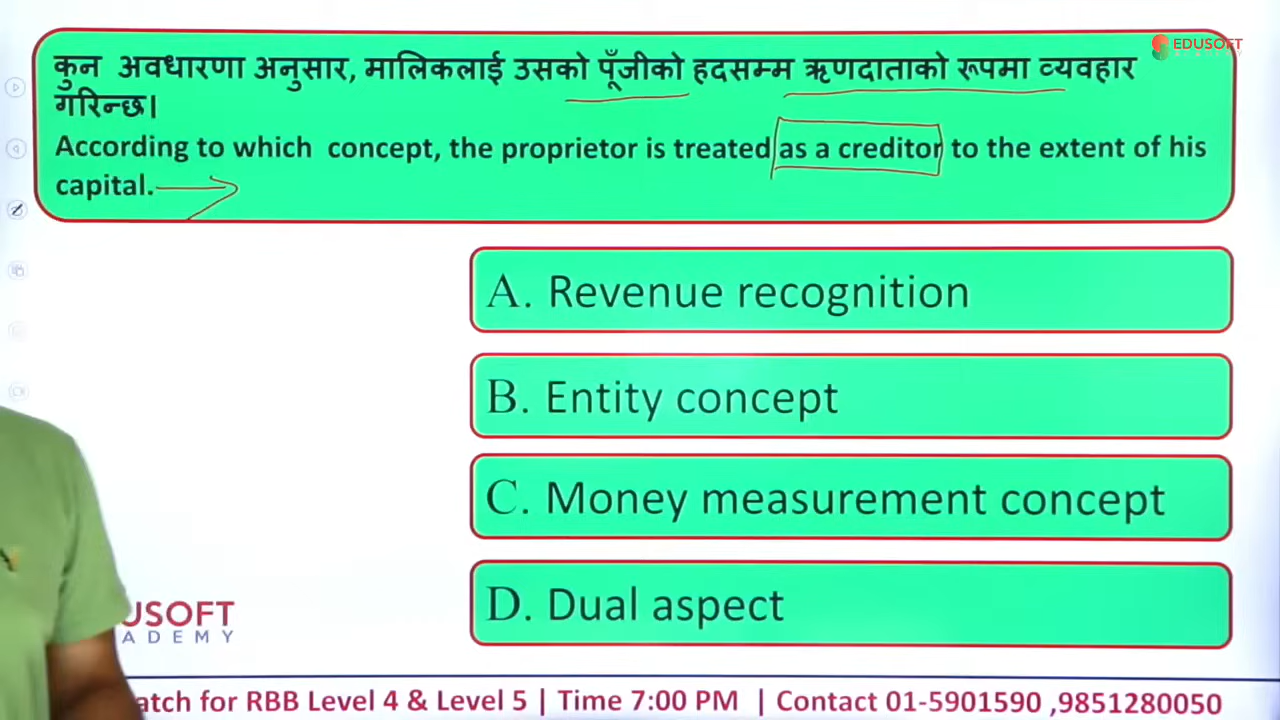 EDUSOFT
कुन अवधारणा अनुसार, मालिकलाई उसको पूँजीको हदसम्म ऋणदाताको रूपमा व्यवहार
गरिन्छ।
According to which concept, the proprietor is treated as a creditor to the extent of his
capital.
A. Revenue recognition
B. Entity concept
C. Money measurement concept
D. Dual aspect
USOFT
ADEMY
atch for RBB Level 4 & Level 5 | Time 7:00 PM | Contact 01-5901590 ,9851280050